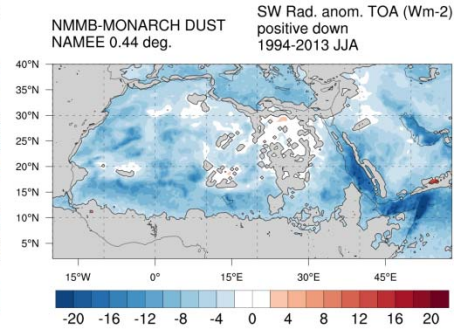 NMMB-MONARCH DUST
NAMEE 0.44 deg.
SW Rad. anom. TOA (Wm-2)
positive down
1994-2013 JJA
40°N
35°N
30°N
25°N
20°N
15°N
10°N
5°N
15°W 0° 15°E 30°E 45°E
-20 -16 -12 -8 -4 0 4 8 12 16 20